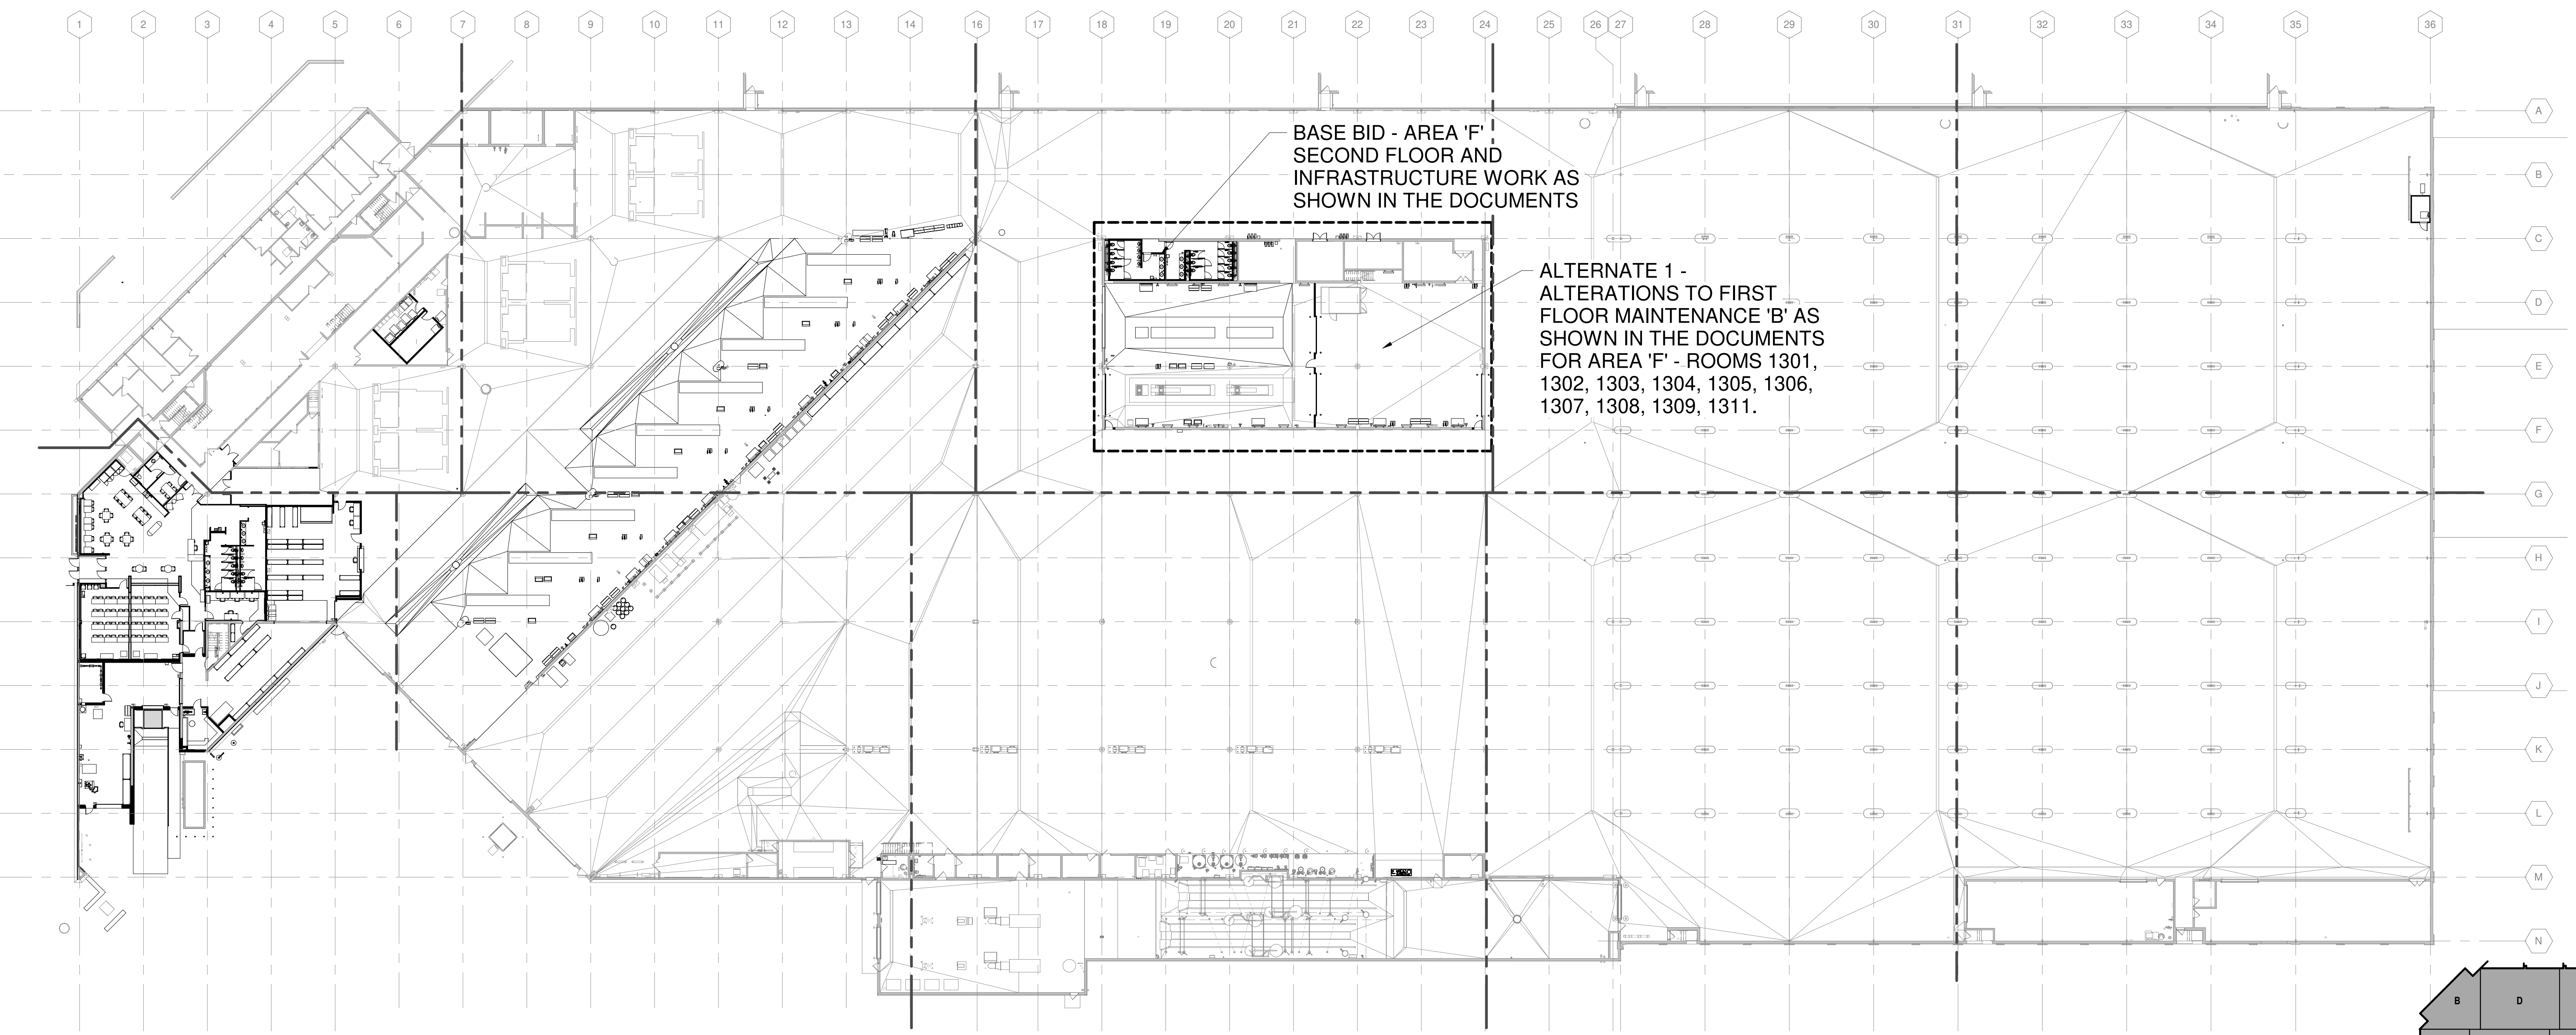 1 2 3 4 5 6 7 8 9 10 11 12 13 14 16 17 18 19 20 21 22 23 24 25 26 27 28 29 30 31 32 33 34 35 36
A
BASE BID - AREA 'F'
SECOND FLOOR AND
INFRASTRUCTURE WORK AS
SHOWN IN THE DOCUMENTS
B
C
ALTERNATE 1 -
ALTERATIONS TO FIRST
FLOOR MAINTENANCE 'B' AS
SHOWN IN THE DOCUMENTS
FOR AREA 'F' - ROOMS 1301,
1302, 1303, 1304, 1305, 1306,
1307, 1308, 1309, 1311.
D
E
F
G
H
I
J
K
L
M
N
B D